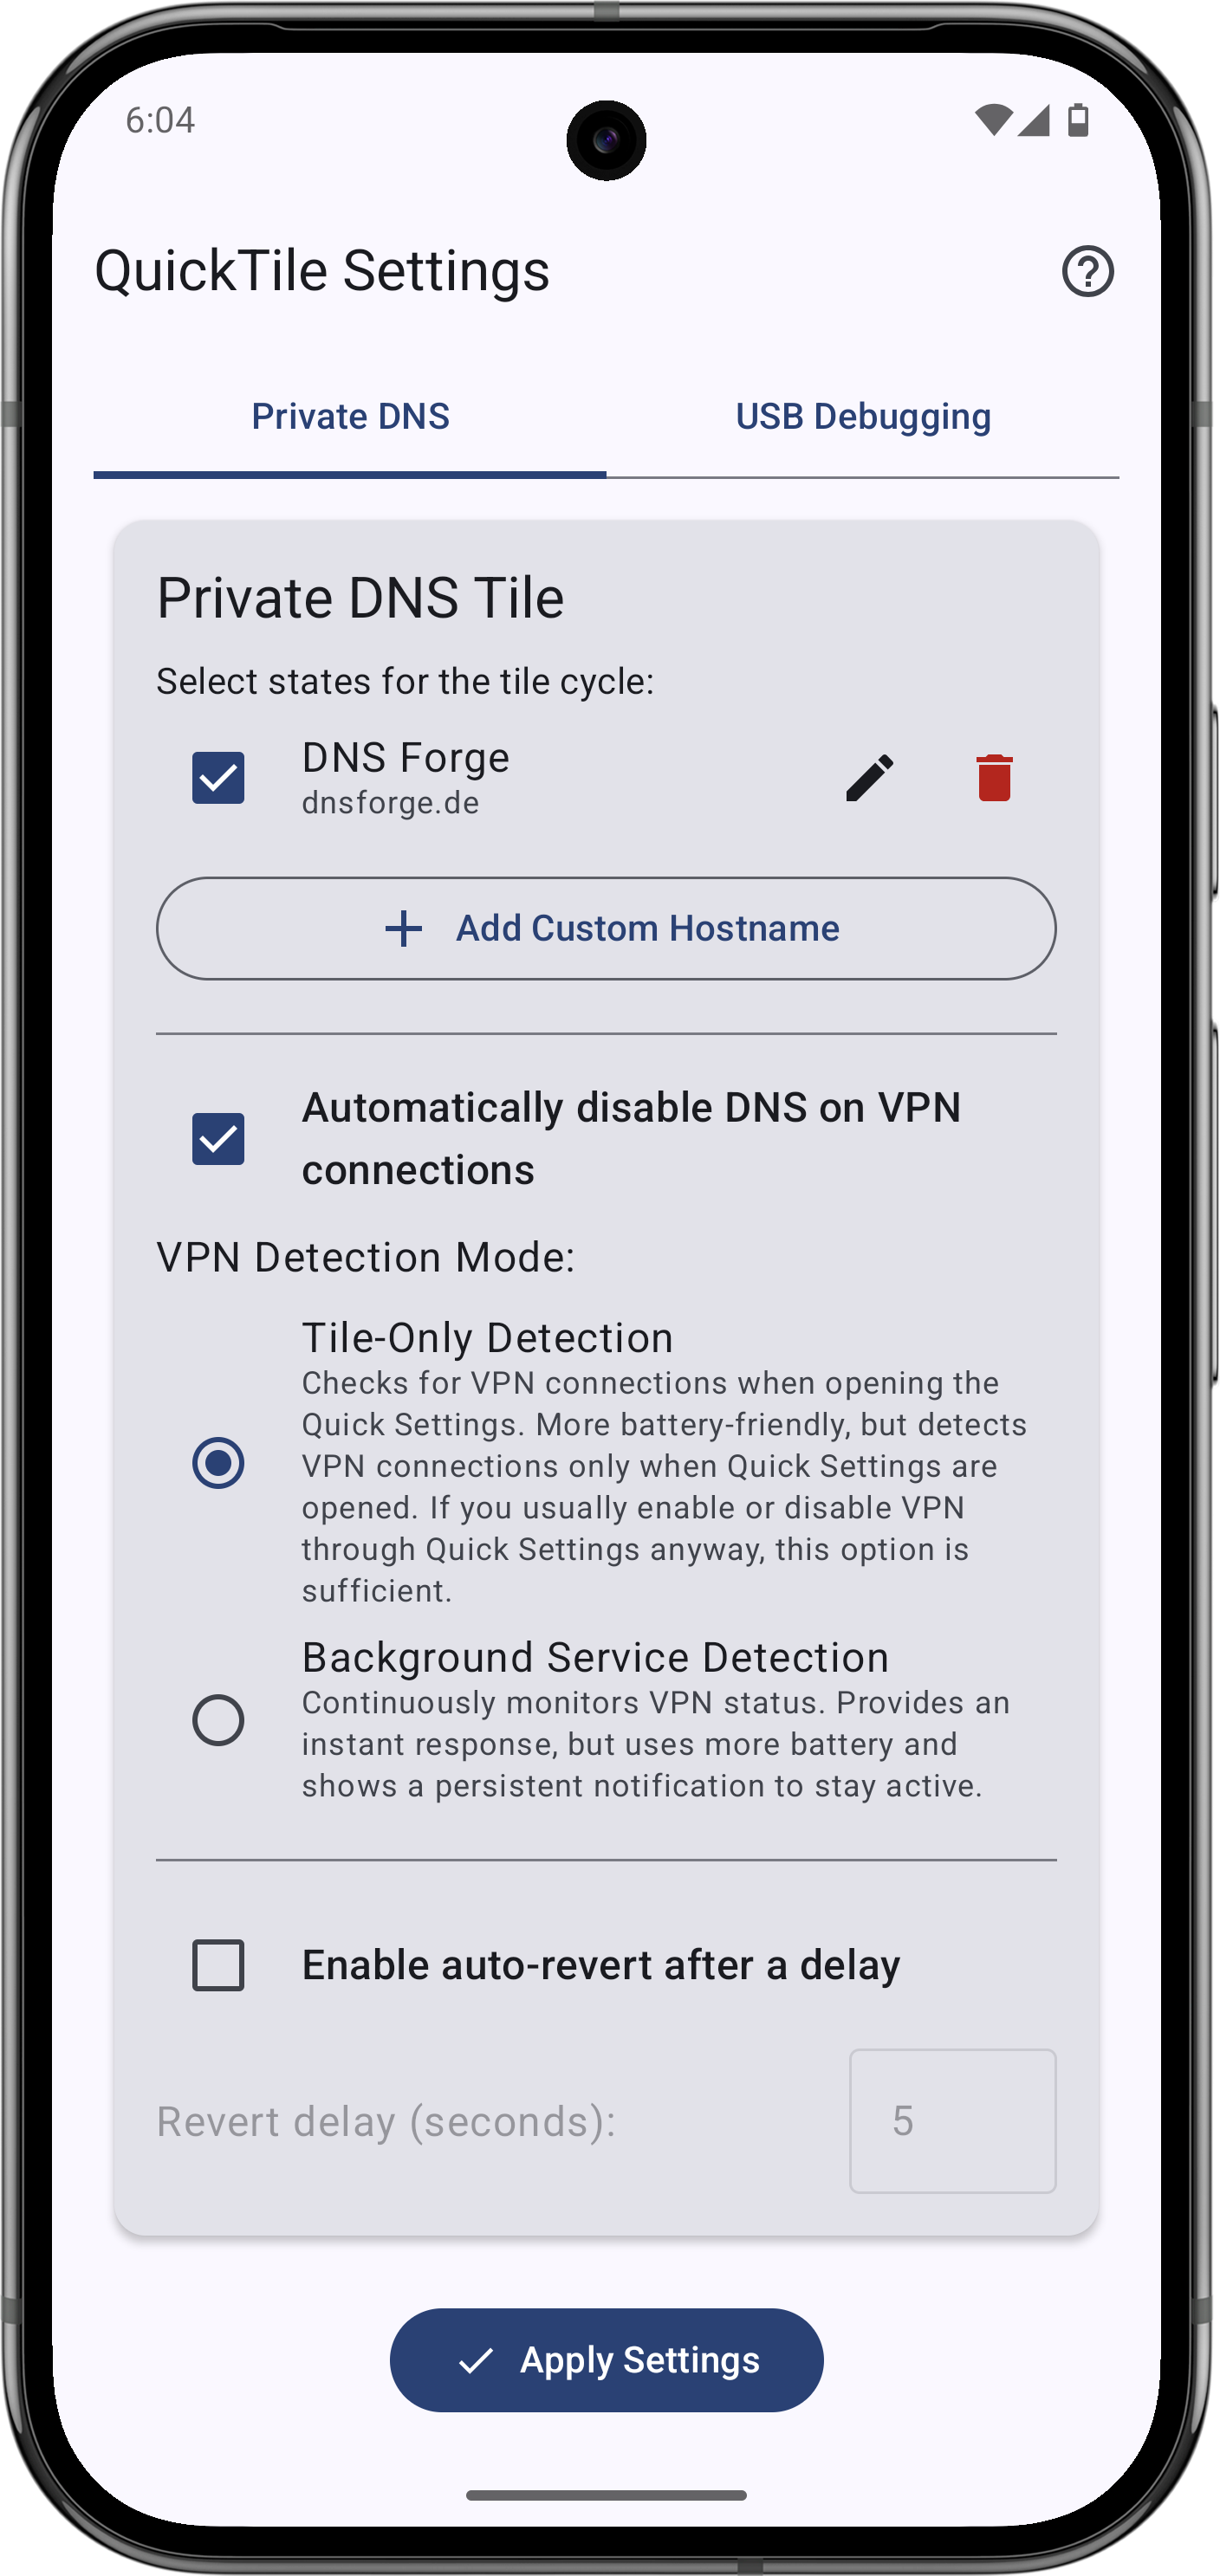 6:04
QuickTile Settings
Private DNS
USB Debugging
Private DNS Tile
Select states for the tile cycle:
DNS Forge
dnsforge.de
Add Custom Hostname
Automatically disable DNS on VPN
connections
VPN Detection Mode:
Tile-Only Detection
Checks for VPN connections when opening the
Quick Settings. More battery-friendly, but detects
VPN connections only when Quick Settings are
opened. If you usually enable or disable VPN
through Quick Settings anyway, this option is
sufficient.
Background Service Detection
Continuously monitors VPN status. Provides an
instant response, but uses more battery and
shows a persistent notification to stay active.
Enable auto-revert after a delay
Revert delay (seconds):
5
Apply Settings